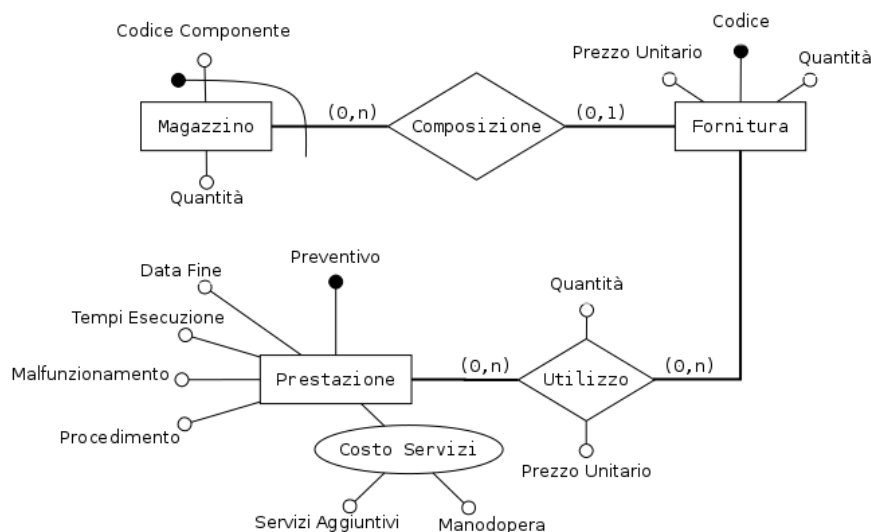 Codice Componente
Prezzo Unitario
Codice
Quantità
Magazzino
(0,n)
Composizione
(0,1)
Fornitura
Quantità
Data Fine
Preventivo
Quantità
Tempi Esecuzione
Malfunzionamento
Prestazione
(0,n)
Utilizzo
(0,n)
Procedimento
Costo Servizi
Prezzo Unitario
Servizi Aggiuntivi
Manodopera